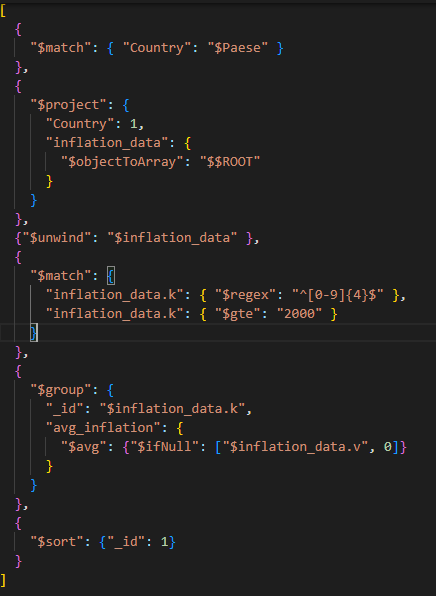 [
  {
    "$match": { "Country": "$Paese" }
  },
  {
    "$project": {
      "Country": 1,
      "inflation_data": {
        "$objectToArray": "$$ROOT"
      }
    }
  },
  {"$unwind": "$inflation_data" },
  {
    "$match": {
      "inflation_data.k": { "$regex": "^[0-9]{4}$" },
      "inflation_data.k": { "$gte": "2000" }
    }
  },
  {
    "$group": {
      "_id": "$inflation_data.k",
      "avg_inflation": {
        "$avg": {"$ifNull": ["$inflation_data.v", 0]}
      }
    }
  },
  {
    "$sort": {"_id": 1}
  }
]